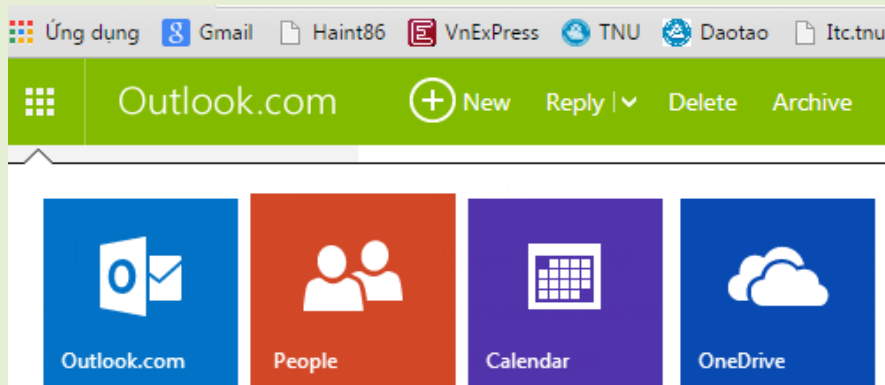 Ứng dụng Gmail Haint86 VnExPress TNU Daotao Itc.tnu
Outlook.com New Reply Delete Archive
Outlook.com People Calendar OneDrive